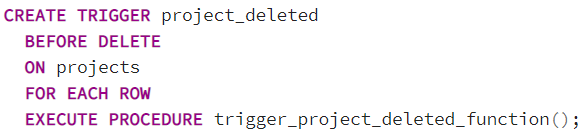 CREATE TRIGGER project_deleted
BEFORE DELETE
ON projects
FOR EACH ROW
EXECUTE PROCEDURE trigger_project_deleted_function();